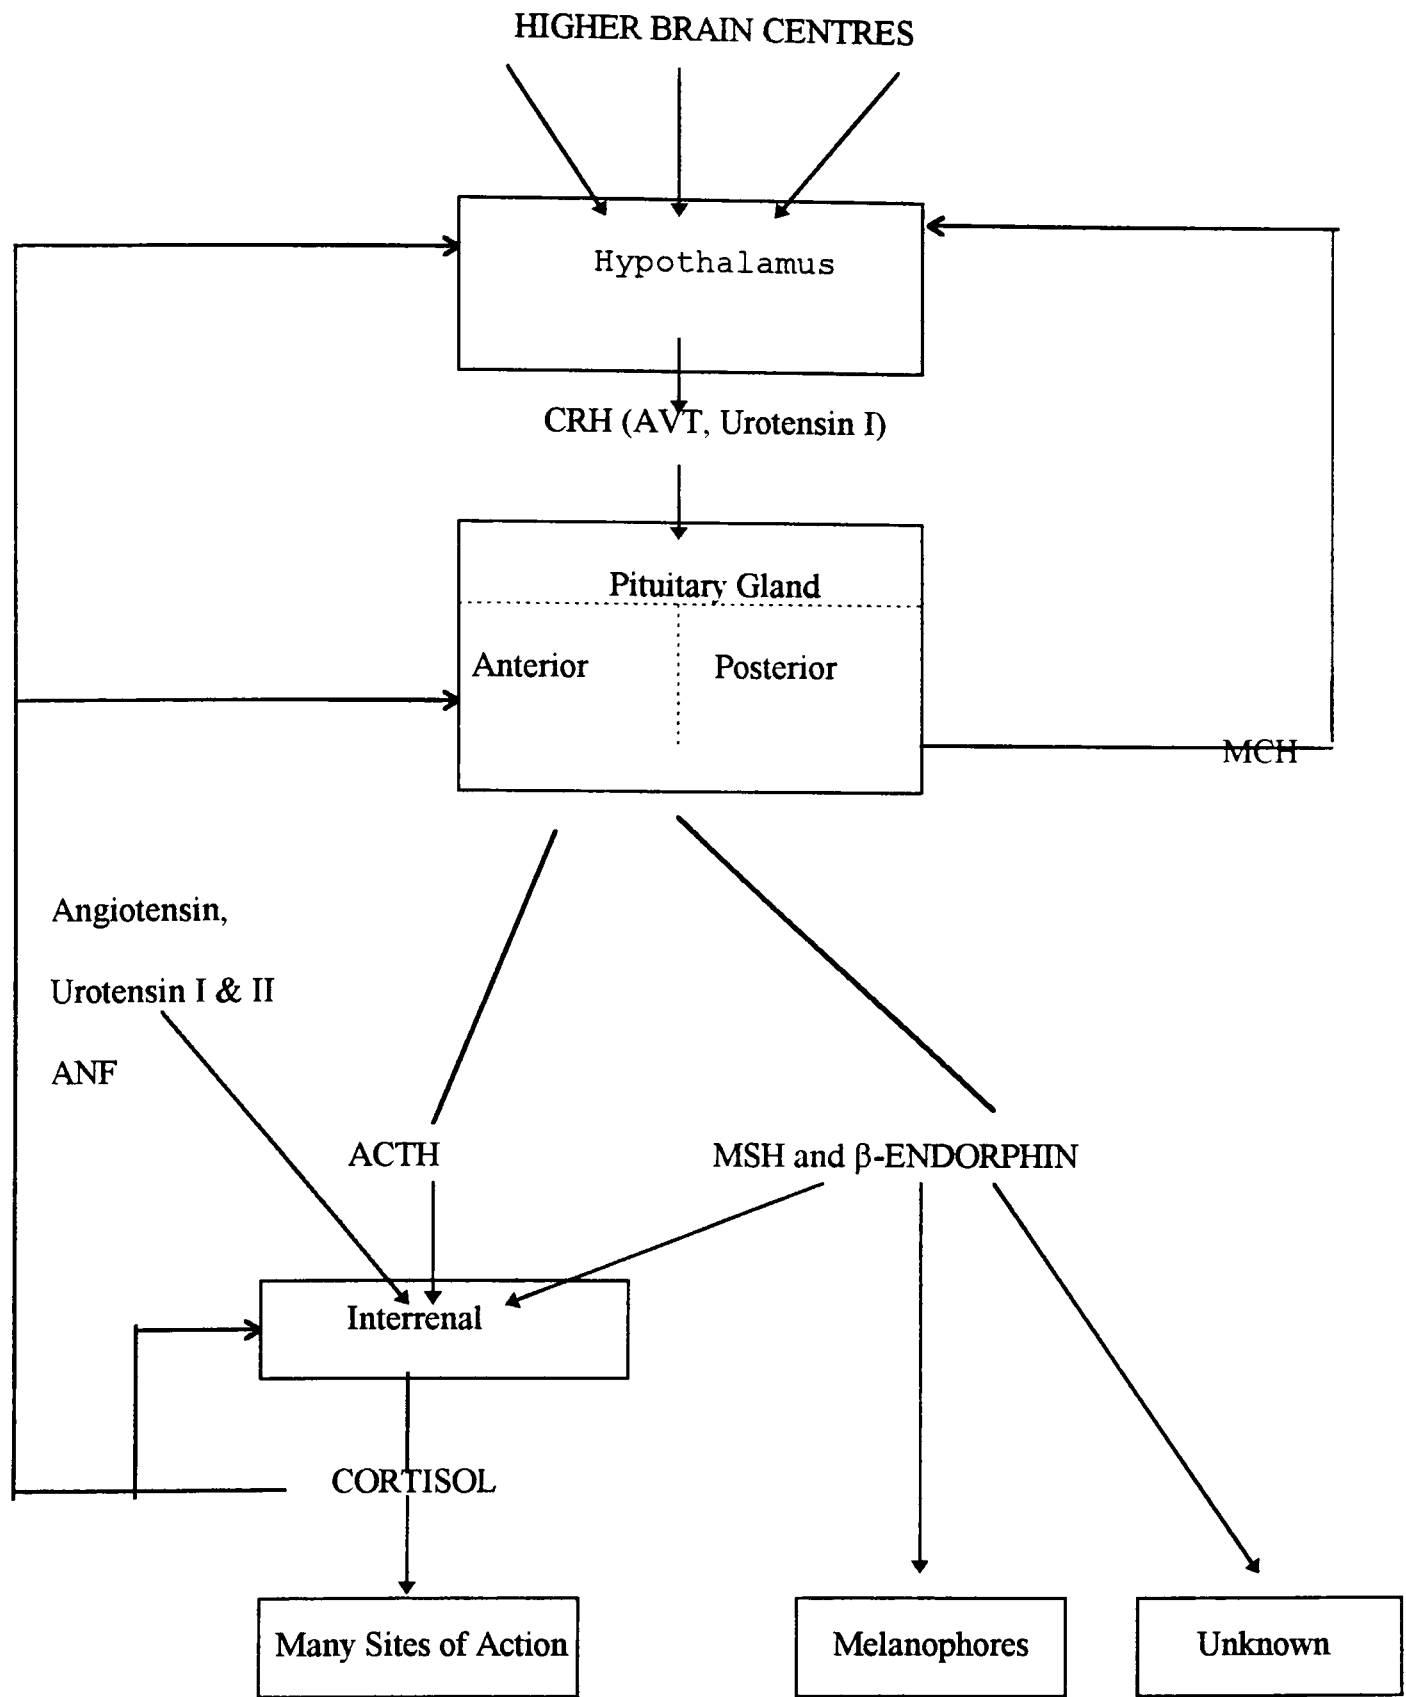 HIGHER BRAIN CENTRES
Hypothalamus
CRH (AVT, Urotensin I)
Pituitary Gland
Anterior
Posterior
MCH
Angiotensin,
Urotensin I & II
ANF
ACTH
MSH and β-ENDORPHIN
Interrenal
CORTISOL
Many Sites of Action
Melanophores
Unknown